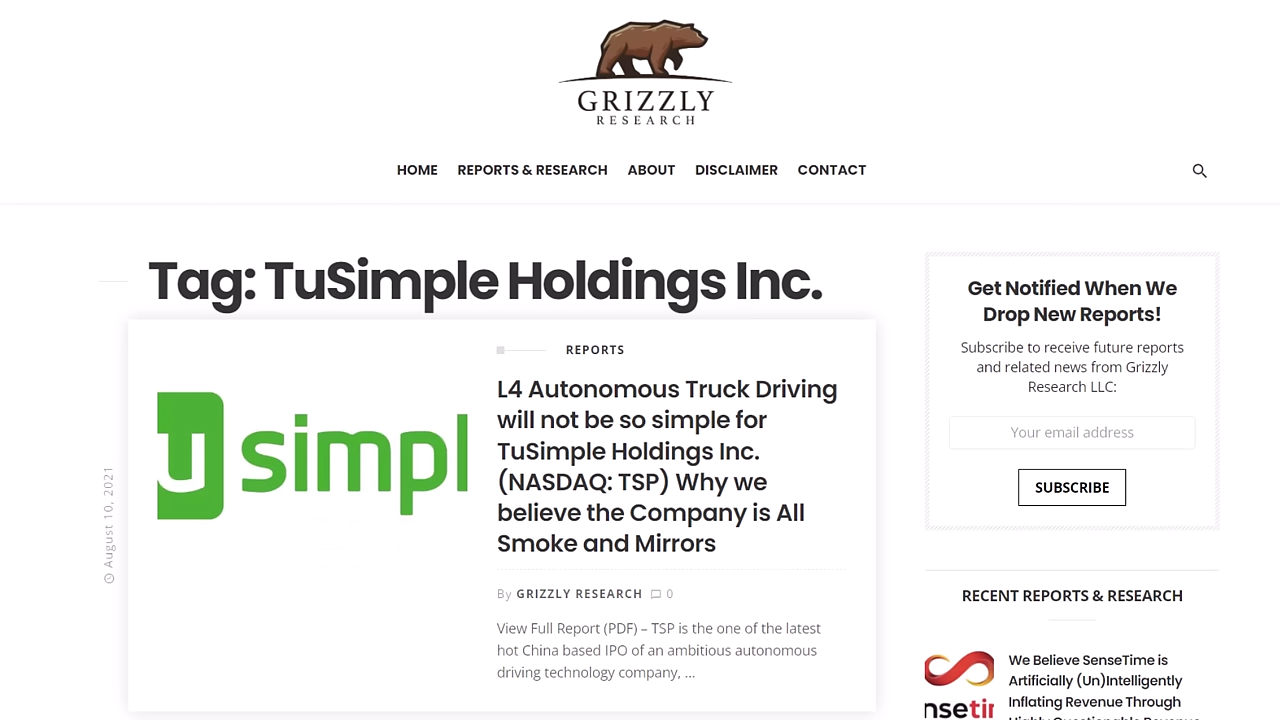 GRIZZLY
RESEARCH
HOME REPORTS & RESEARCH ABOUT DISCLAIMER CONTACT
Tag: TuSimple Holdings Inc.
August 10, 2021
u simpl
REPORTS
L4 Autonomous Truck Driving
will not be so simple for
TuSimple Holdings Inc.
(NASDAQ: TSP) Why we
believe the Company is All
Smoke and Mirrors
By GRIZZLY RESEARCH 0
View Full Report (PDF) – TSP is the one of the latest
hot China based IPO of an ambitious autonomous
driving technology company, ...
Get Notified When We
Drop New Reports!
Subscribe to receive future reports
and related news from Grizzly
Research LLC:
Your email address
SUBSCRIBE
RECENT REPORTS & RESEARCH
nsetir
We Believe SenseTime is
Artificially (Un)Intelligently
Inflating Revenue Through
Highly Questionable Revenue